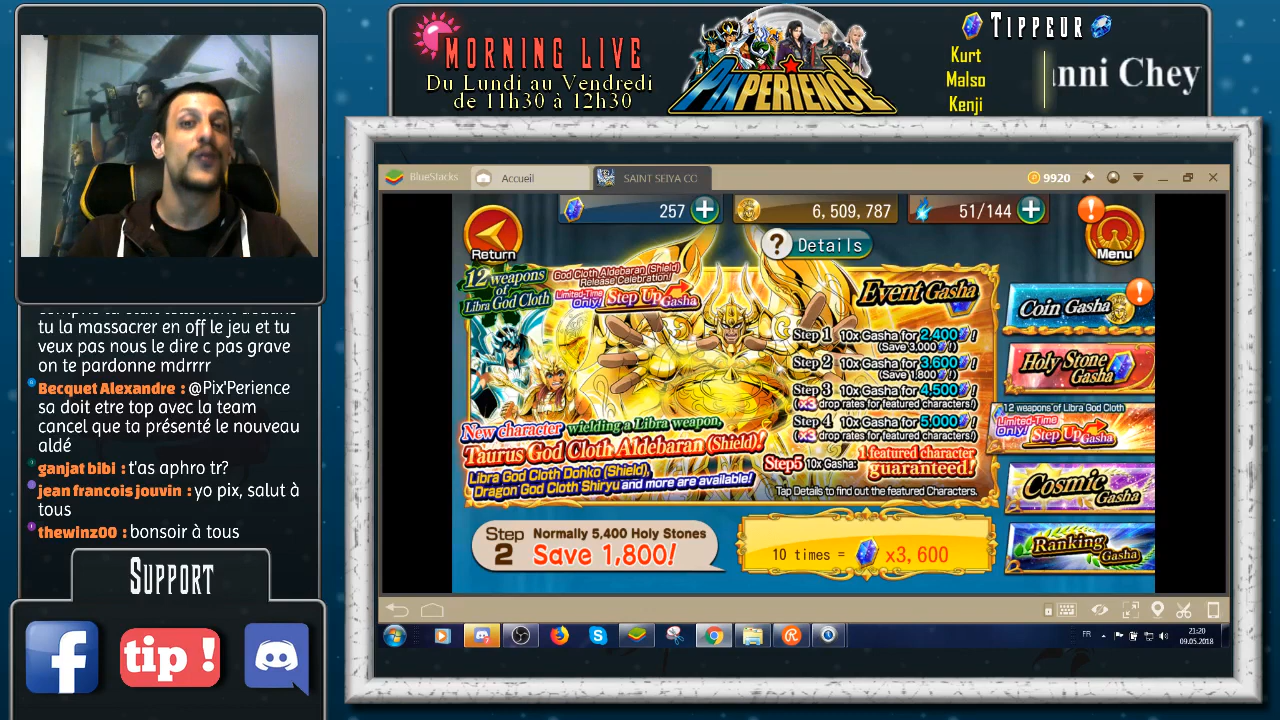 MORNING LIVE
Du Lundi au Vendredi
de 11h30 à 12h30
PIXPERIENCE
TIPPEUR
Kurt
Malso
Kenji
nni Chey
tu la massacrer en off le jeu et tu
veux pas nous le dire c pas grave
on te pardonne mdrrr
Becquet Alexandre : @Pix'Perience
sa doit etre top avec la team
cancel que ta présenté le nouveau
aldé
ganjat bibi : t'as aphro tr?
jean francois jouvin : yo pix, salut à
tous
thewinz00 : bonsoir à tous
SUPPORT
tip !
BlueStacks
Accueil
SAINT SEIYA CO
9920
257
6,509,787
51/144
Return
? Details
Menu
12 weapons
of
Libra God Cloth
God Cloth Aldebaran (Shield)
Release Celebration!
Limited-Time
Only!
Step Up Gasha
Event Gasha
Step 1 10x Gasha for 2,400 !
(Save 3,000 !)
Step 2 10x Gasha for 3,600 !
(Save 1,800 !)
Step 3 10x Gasha for 4,500 !
(x3 drop rates for featured characters!)
Step 4 10x Gasha for 5,000 !
(x3 drop rates for featured characters!)
Step5 10x Gasha: 1 featured character
guaranteed!
Tap Details to find out the featured Characters.
New character wielding a Libra weapon,
Taurus God Cloth Aldebaran (Shield)!
Libra God Cloth Dohko (Shield),
Dragon God Cloth Shiryu and more are available!
Step
2
Normally 5,400 Holy Stones
Save 1,800!
10 times = x3,600
Coin Gasha
Holy Stone
Gasha
12 weapons of Libra God Cloth
Limited-Time
Only!
Step Up Gasha
Cosmic
Gasha
Ranking
Gasha
FR
21:20
09.05.2018